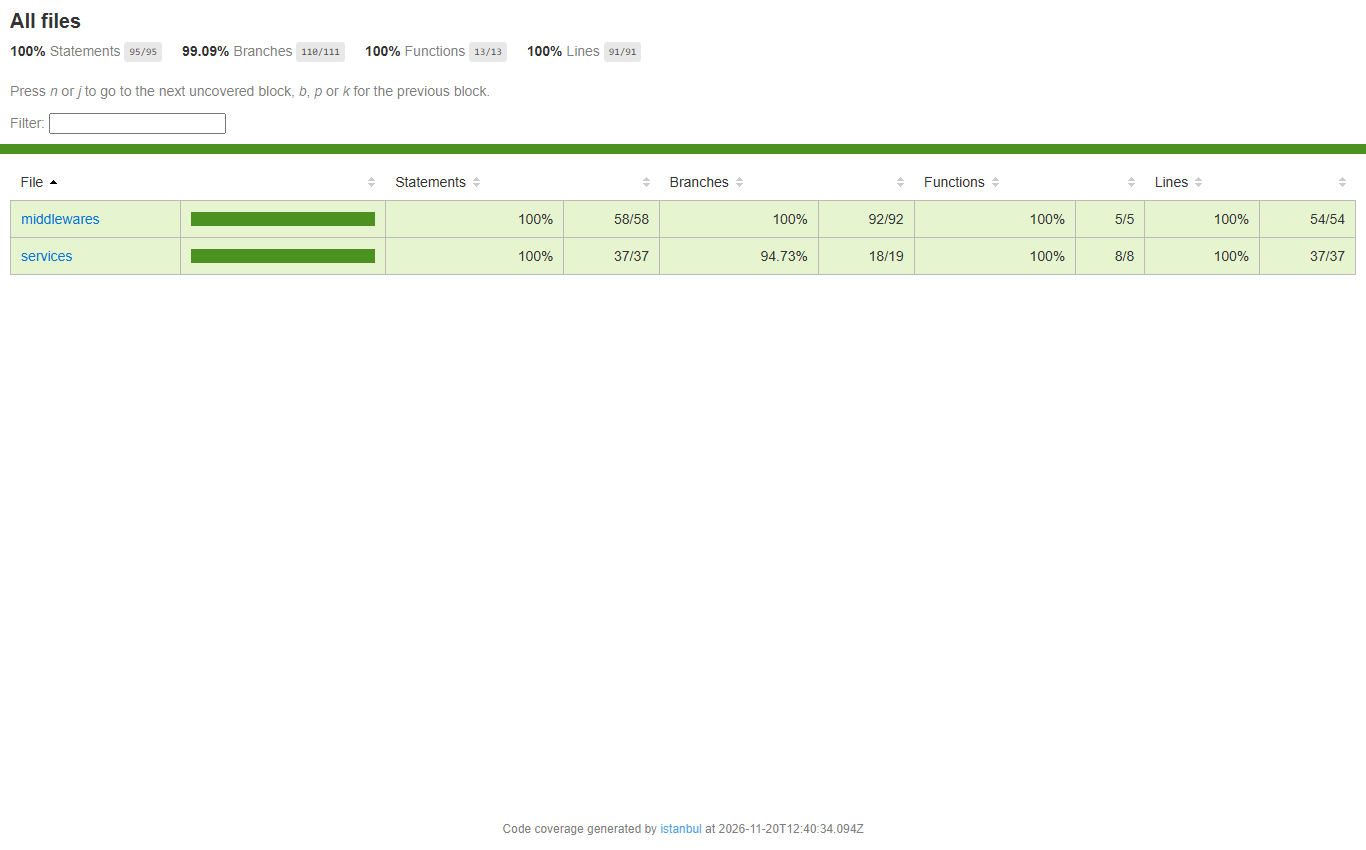 All files
100% Statements 95/95 99.09% Branches 110/111 100% Functions 13/13 100% Lines 91/91
Press n or j to go to the next uncovered block, b, p or k for the previous block.
Filter:
File Statements Branches Functions Lines
middlewares 100% 58/58 100% 92/92 100% 5/5 100% 54/54
services 100% 37/37 94.73% 18/19 100% 8/8 100% 37/37
Code coverage generated by istanbul at 2026-11-20T12:40:34.094Z